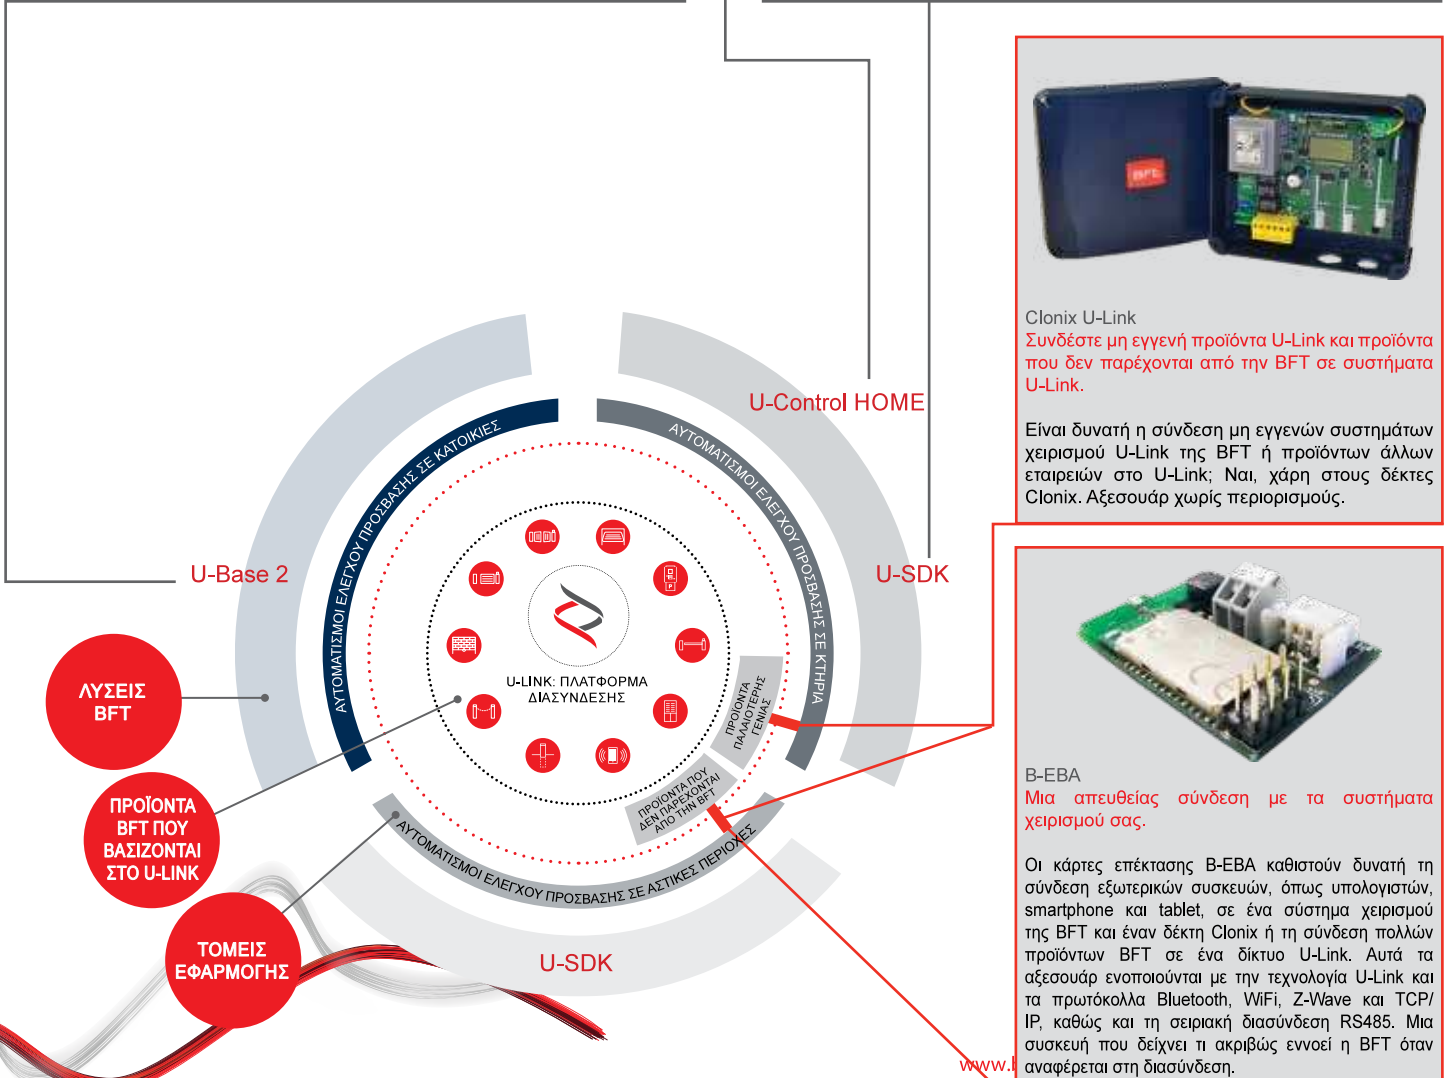 BFT
Clonix U-Link
Συνδέστε μη εγγενή προϊόντα U-Link και προϊόντα
που δεν παρέχονται από την BFT σε συστήματα
U-Link.
Είναι δυνατή η σύνδεση μη εγγενών συστημάτων
χειρισμού U-Link της BFT ή προϊόντων άλλων
εταιρειών στο U-Link; Ναι, χάρη στους δέκτες
Clonix. Αξεσουάρ χωρίς περιορισμούς.
U-Control HOME
ΑΥΤΟΜΑΤΙΣΜΟΙ ΕΛΕΓΧΟΥ ΠΡΟΣΒΑΣΗΣ ΣΕ ΚΑΤΟΙΚΙΕΣ
ΑΥΤΟΜΑΤΙΣΜΟΙ ΕΛΕΓΧΟΥ ΠΡΟΣΒΑΣΗΣ ΣΕ ΚΤΗΡΙΑ
U-Base 2
U-SDK
P
U-LINK: ΠΛΑΤΦΟΡΜΑ
ΔΙΑΣΥΝΔΕΣΗΣ
ΛΥΣΕΙΣ
BFT
ΠΡΟΪΟΝΤΑ
ΠΑΛΑΙΟΤΕΡΗΣ
ΓΕΝΙΑΣ
ΠΡΟΪΟΝΤΑ ΠΟΥ
ΔΕΝ ΠΑΡΕΧΟΝΤΑΙ
ΑΠΟ ΤΗΝ BFT
ΠΡΟΪΟΝΤΑ
BFT ΠΟΥ
ΒΑΣΙΖΟΝΤΑΙ
ΣΤΟ U-LINK
ΑΥΤΟΜΑΤΙΣΜΟΙ ΕΛΕΓΧΟΥ ΠΡΟΣΒΑΣΗΣ ΣΕ ΑΣΤΙΚΕΣ ΠΕΡΙΟΧΕΣ
ΤΟΜΕΙΣ
ΕΦΑΡΜΟΓΗΣ
U-SDK
B-EBA
Μια απευθείας σύνδεση με τα συστήματα
χειρισμού σας.
Οι κάρτες επέκτασης B-EBA καθιστούν δυνατή τη
σύνδεση εξωτερικών συσκευών, όπως υπολογιστών,
smartphone και tablet, σε ένα σύστημα χειρισμού
της BFT και έναν δέκτη Clonix ή τη σύνδεση πολλών
προϊόντων BFT σε ένα δίκτυο U-Link. Αυτά τα
αξεσουάρ ενοποιούνται με την τεχνολογία U-Link και
τα πρωτόκολλα Bluetooth, WiFi, Z-Wave και TCP/
IP, καθώς και τη σειριακή διασύνδεση RS485. Μια
συσκευή που δείχνει τι ακριβώς εννοεί η BFT όταν
αναφέρεται στη διασύνδεση.
www.